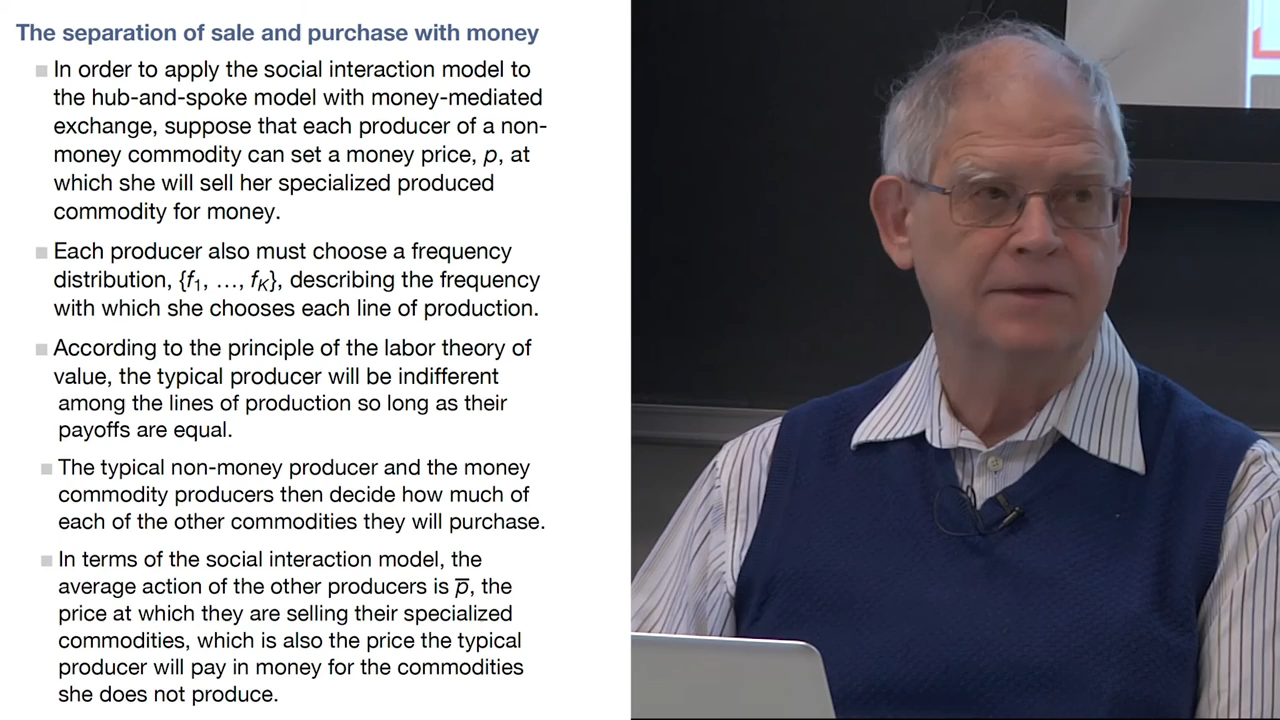 The separation of sale and purchase with money
In order to apply the social interaction model to
the hub-and-spoke model with money-mediated
exchange, suppose that each producer of a non-
money commodity can set a money price, p, at
which she will sell her specialized produced
commodity for money.
Each producer also must choose a frequency
distribution, {f1, …, fK}, describing the frequency
with which she chooses each line of production.
According to the principle of the labor theory of
value, the typical producer will be indifferent
among the lines of production so long as their
payoffs are equal.
The typical non-money producer and the money
commodity producers then decide how much of
each of the other commodities they will purchase.
In terms of the social interaction model, the
average action of the other producers is p̅, the
price at which they are selling their specialized
commodities, which is also the price the typical
producer will pay in money for the commodities
she does not produce.